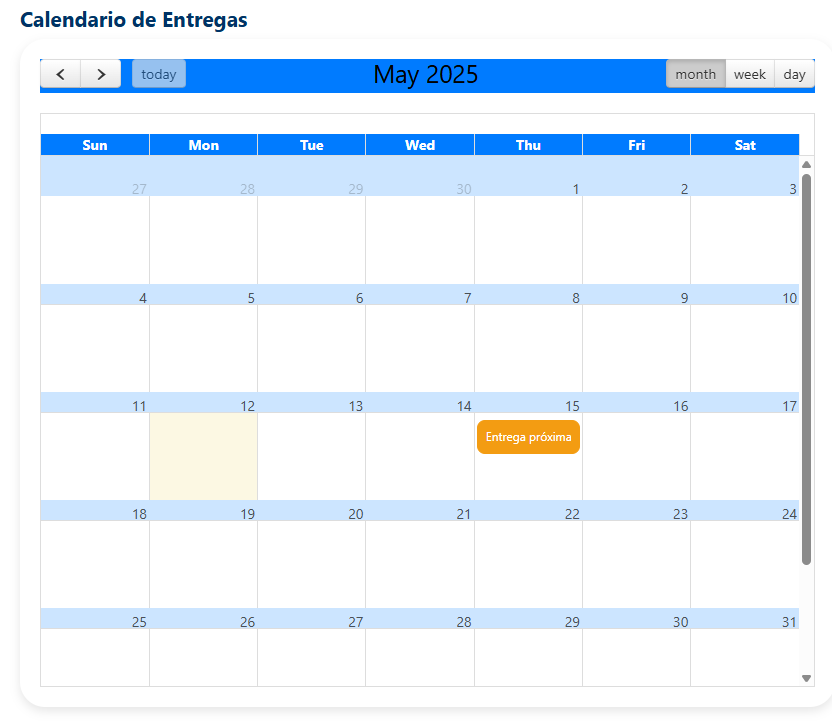 Calendario de Entregas
today May 2025 month week day
Sun Mon Tue Wed Thu Fri Sat
27 28 29 30 1 2 3
4 5 6 7 8 9 10
11 12 13 14 15 16 17
Entrega próxima
18 19 20 21 22 23 24
25 26 27 28 29 30 31